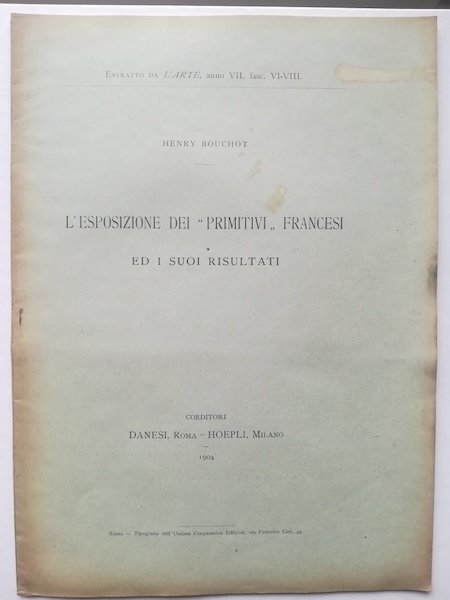 ESTRATTO DA L'ARTE, anno VII, fasc. VI-VIII.
HENRY BOUCHOT
L'ESPOSIZIONE DEI “PRIMITIVI„ FRANCESI
ED I SUOI RISULTATI
COEDITORI
DANESI, ROMA – HOEPLI, MILANO
1904
Roma — Tipografia dell'Unione Cooperativa Editrice, via Federico Cesi, 45.